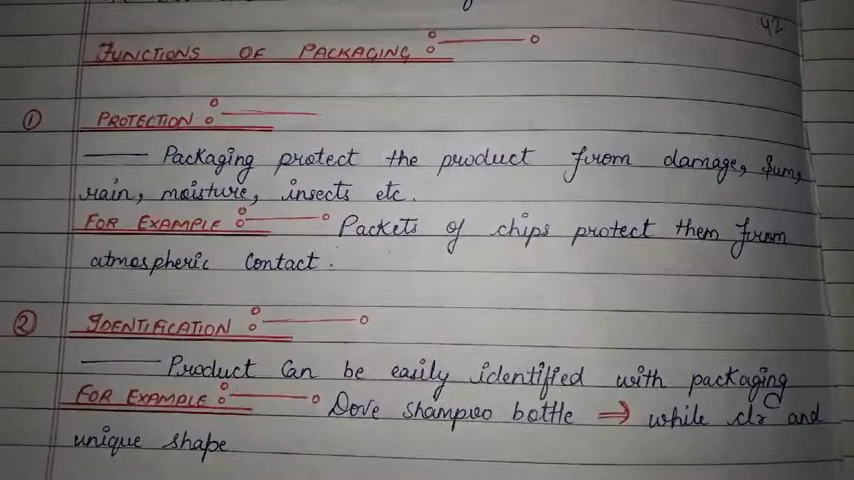 42
FUNCTIONS OF PACKAGING
① PROTECTION
Packaging protect the product from damage, sun,
rain, moisture, insects etc.
FOR EXAMPLE Packets of chips protect them from
atmospheric contact.
② IDENTIFICATION
Product can be easily identified with packaging
FOR EXAMPLE Dove shampoo bottle ⇒ while clr and
unique shape